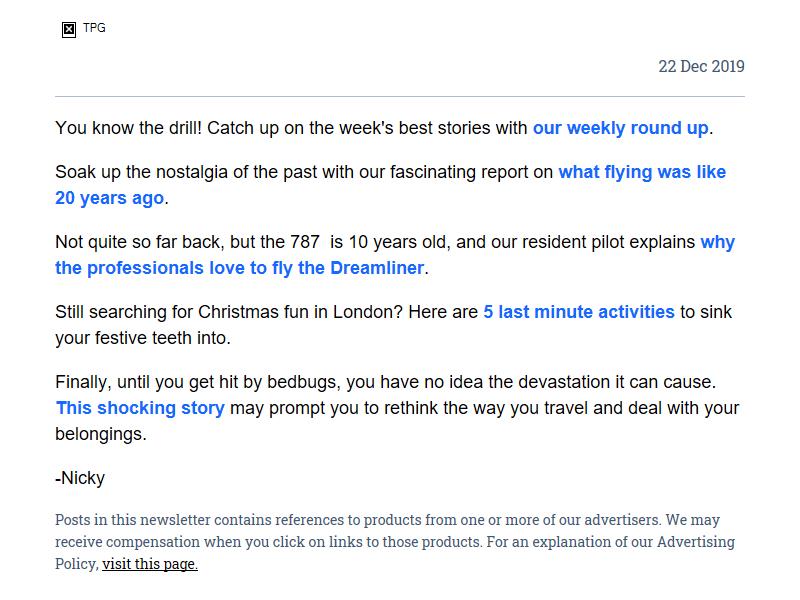 TPG
22 Dec 2019
You know the drill! Catch up on the week's best stories with our weekly round up.
Soak up the nostalgia of the past with our fascinating report on what flying was like
20 years ago.
Not quite so far back, but the 787  is 10 years old, and our resident pilot explains why
the professionals love to fly the Dreamliner.
Still searching for Christmas fun in London? Here are 5 last minute activities to sink
your festive teeth into.
Finally, until you get hit by bedbugs, you have no idea the devastation it can cause.
This shocking story may prompt you to rethink the way you travel and deal with your
belongings.
-Nicky
Posts in this newsletter contains references to products from one or more of our advertisers. We may
receive compensation when you click on links to those products. For an explanation of our Advertising
Policy, visit this page.